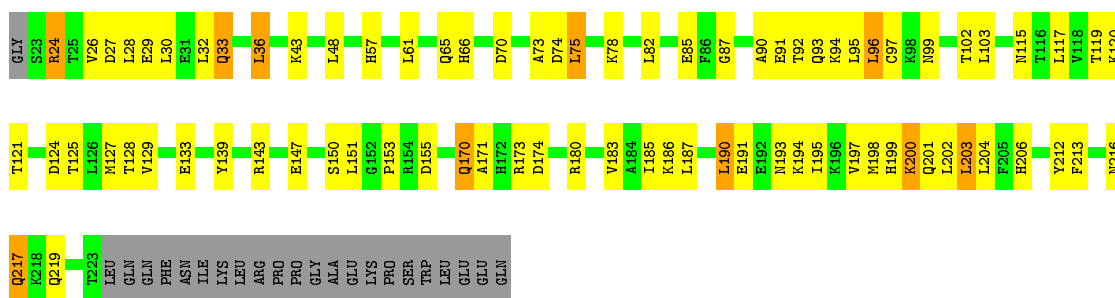 GLY S23 R24 T25 V26 D27 L28 E29 L30 E31 L32 Q33 L36 K43 L48 H57 L61 Q65 H66 D70 A73 D74 L75 K78 L82 E85 F86 G87 A90 E91 T92 Q93 K94 L95 L96 C97 K98 N99 T102 L103 N115 T116 L117 V118 T119 K120
T121 D124 T125 L126 M127 T128 V129 E133 Y139 R143 E147 S150 L151 G152 P153 R154 D155 Q170 A171 H172 R173 D174 R180 V183 A184 I185 K186 L187 L190 E191 E192 N193 K194 I195 K196 V197 M198 H199 K200 Q201 L202 L203 L204 F205 H206 Y212 F213 N216
Q217 K218 Q219 T223 LEU GLN GLN PHE ASN ILE LYS LEU ARG PRO PRO GLY ALA GLU LYS PRO SER TRP LEU GLU GLU GLN